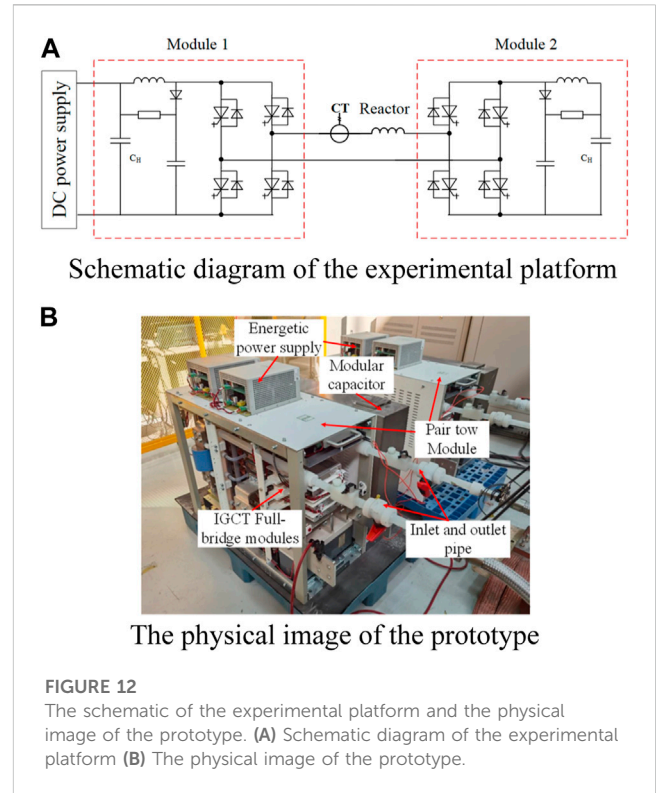 A
Module 1
Module 2
DC power supply
CT
Reactor
CH
CH
Schematic diagram of the experimental platform
B
Energetic
power supply
Modular
capacitor
Pair tow
Module
IGCT Full-
bridge modules
Inlet and outlet
pipe
The physical image of the prototype
FIGURE 12
The schematic of the experimental platform and the physical
image of the prototype. (A) Schematic diagram of the experimental
platform (B) The physical image of the prototype.